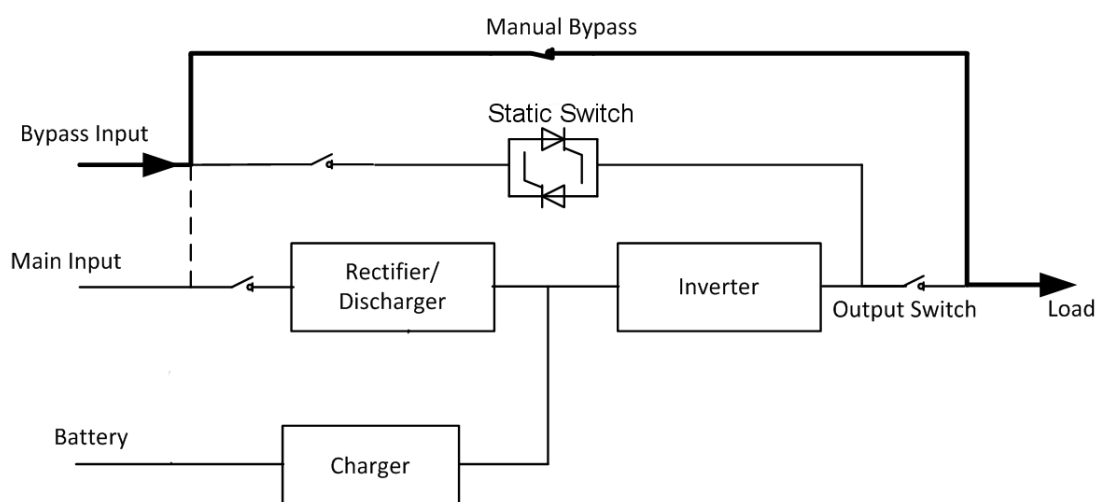 Manual Bypass
Static Switch
Bypass Input
Main Input
Rectifier/
Discharger
Inverter
Output Switch
Load
Battery
Charger